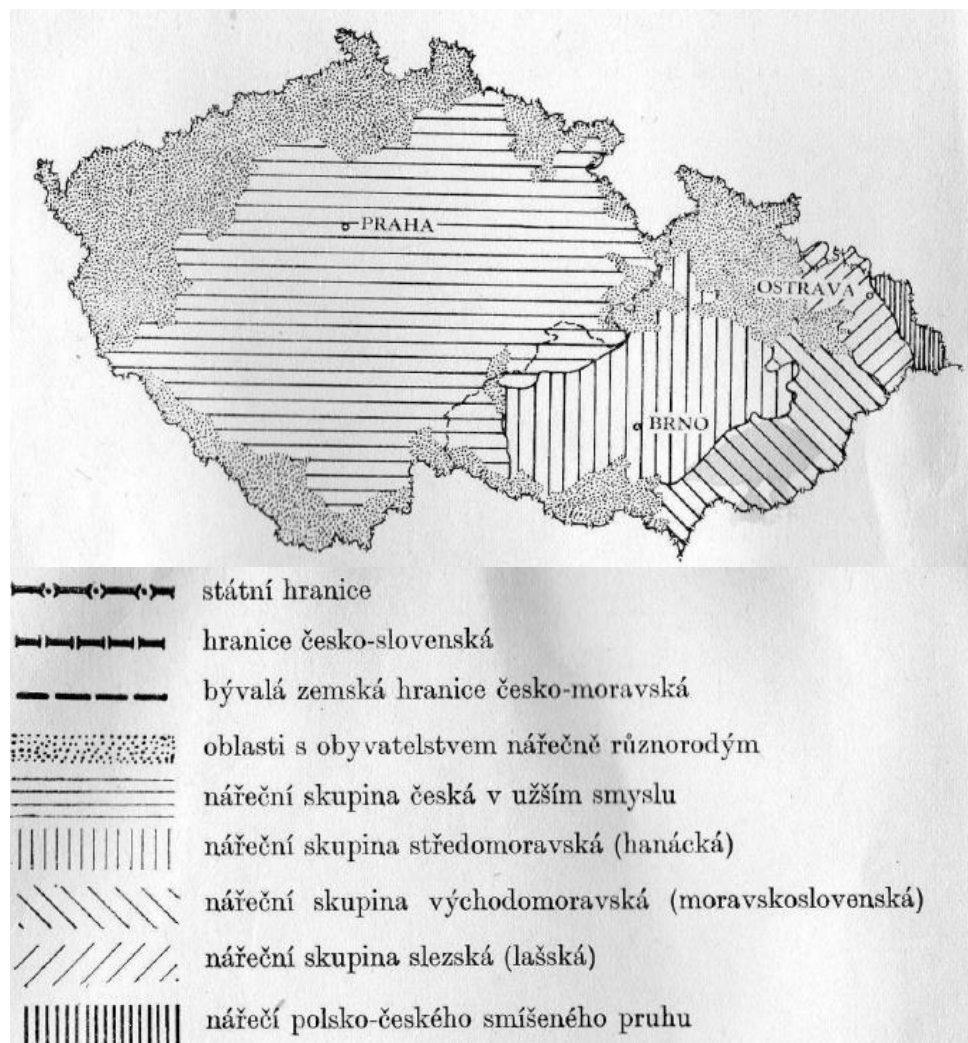 PRAHA
OSTRAVA
BRNO
státní hranice
hranice česko-slovenská
bývalá zemská hranice česko-moravská
oblasti s obyvatelstvem nářečně různorodým
nářeční skupina česká v užším smyslu
nářeční skupina středomoravská (hanácká)
nářeční skupina východomoravská (moravskoslovenská)
nářeční skupina slezská (lašská)
nářečí polsko-českého smíšeného pruhu